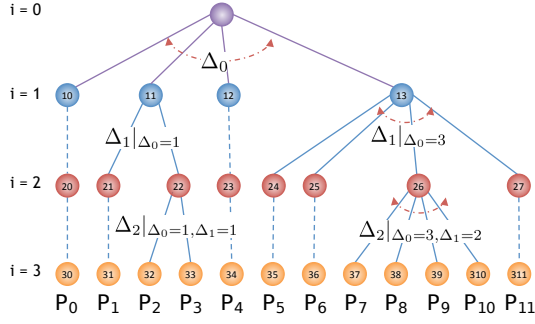 i = 0
Δ₀
i = 1 10 11 12 13
Δ₁|Δ₀=1 Δ₁|Δ₀=3
i = 2 20 21 22 23 24 25 26 27
Δ₂|Δ₀=1,Δ₁=1 Δ₂|Δ₀=3,Δ₁=2
i = 3 30 31 32 33 34 35 36 37 38 39 310 311
P₀ P₁ P₂ P₃ P₄ P₅ P₆ P₇ P₈ P₉ P₁₀ P₁₁